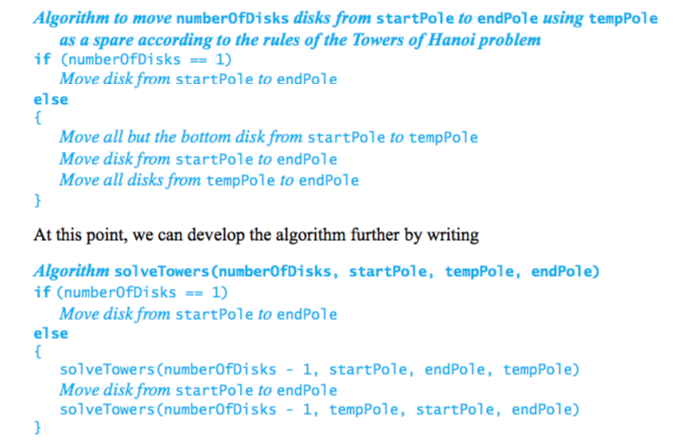 Algorithm to move numberOfDisks disks from startPole to endPole using tempPole
as a spare according to the rules of the Towers of Hanoi problem
if (numberOfDisks == 1)
Move disk from startPole to endPole
else
{
Move all but the bottom disk from startPole to tempPole
Move disk from startPole to endPole
Move all disks from tempPole to endPole
}
At this point, we can develop the algorithm further by writing
Algorithm solveTowers(numberOfDisks, startPole, tempPole, endPole)
if (numberOfDisks == 1)
Move disk from startPole to endPole
else
{
solveTowers(numberOfDisks - 1, startPole, endPole, tempPole)
Move disk from startPole to endPole
solveTowers(numberOfDisks - 1, tempPole, startPole, endPole)
}